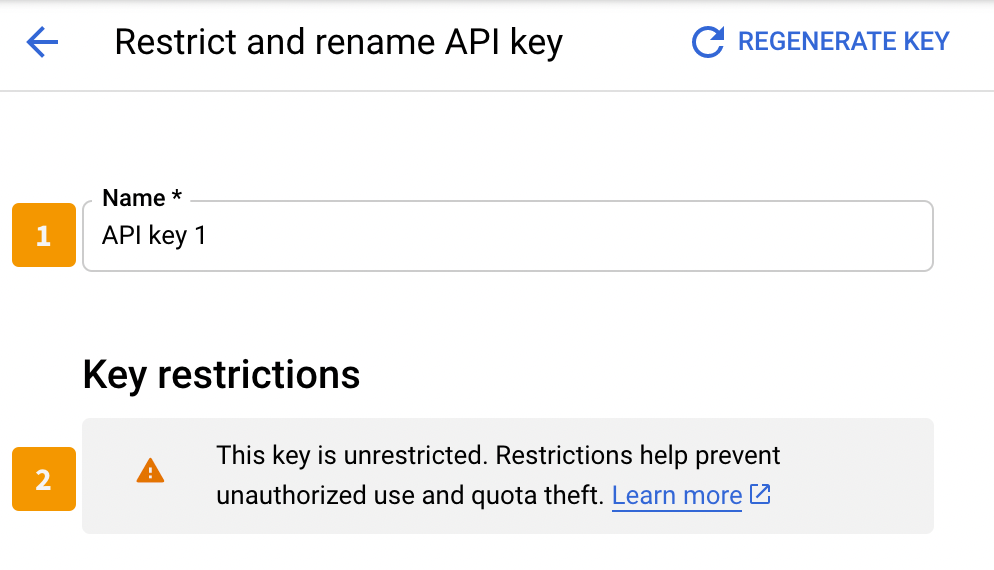 Restrict and rename API key
REGENERATE KEY
Name *
1
API key 1
Key restrictions
2
This key is unrestricted. Restrictions help prevent
unauthorized use and quota theft. Learn more